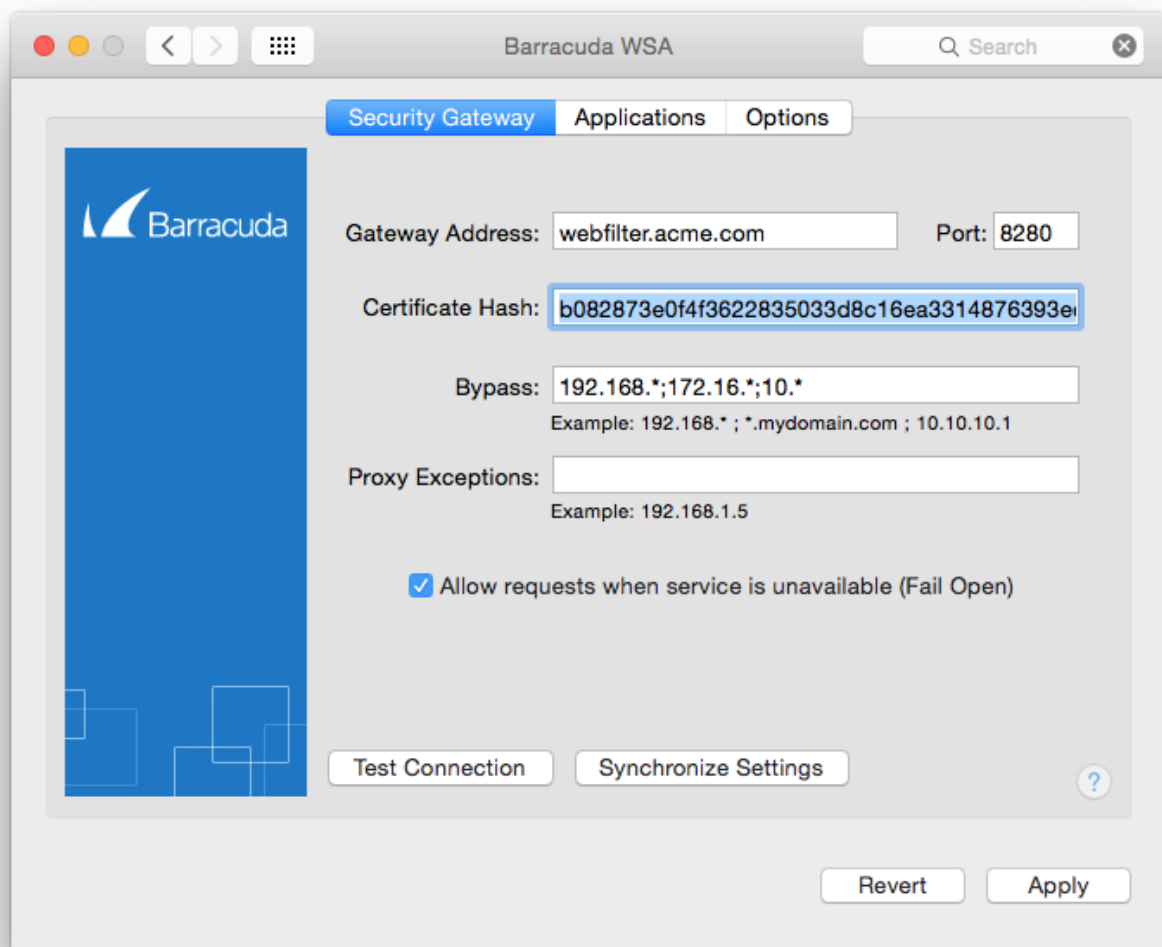 Barracuda WSA
Search
Security Gateway Applications Options
Barracuda
Gateway Address: webfilter.acme.com Port: 8280
Certificate Hash: b082873e0f4f3622835033d8c16ea3314876393e
Bypass: 192.168.*;172.16.*;10.*
Example: 192.168.* ; *.mydomain.com ; 10.10.10.1
Proxy Exceptions:
Example: 192.168.1.5
Allow requests when service is unavailable (Fail Open)
Test Connection Synchronize Settings
?
Revert Apply